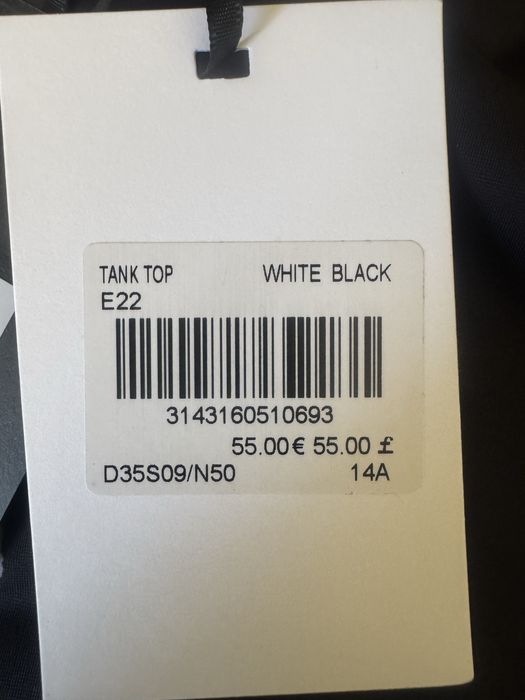 TANK TOP WHITE BLACK
E22
3143160510693
55.00€ 55.00 £
D35S09/N50 14A